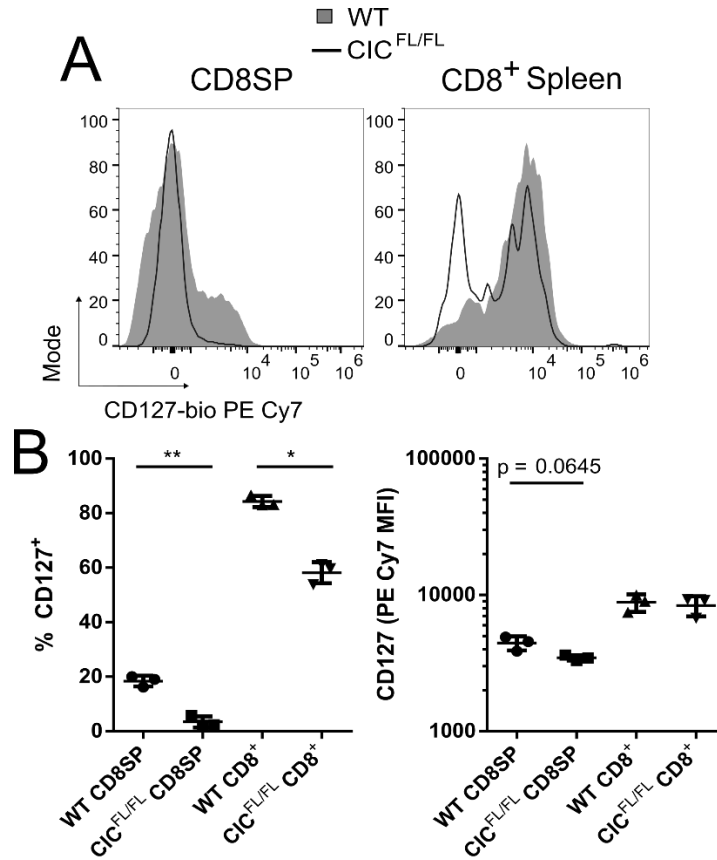 WT
CIC^FL/FL
A
CD8SP
CD8^+ Spleen
100
80
60
40
20
0
0
10^4
10^5
10^6
100
80
60
40
20
0
0
10^4
10^5
10^6
Mode
CD127-bio PE Cy7
B
% CD127^+
100
80
60
40
20
0
**
*
WT CD8SP
CIC^FL/FL CD8SP
WT CD8^+
CIC^FL/FL CD8^+
CD127 (PE Cy7 MFI)
100000
10000
1000
p = 0.0645
WT CD8SP
CIC^FL/FL CD8SP
WT CD8^+
CIC^FL/FL CD8^+